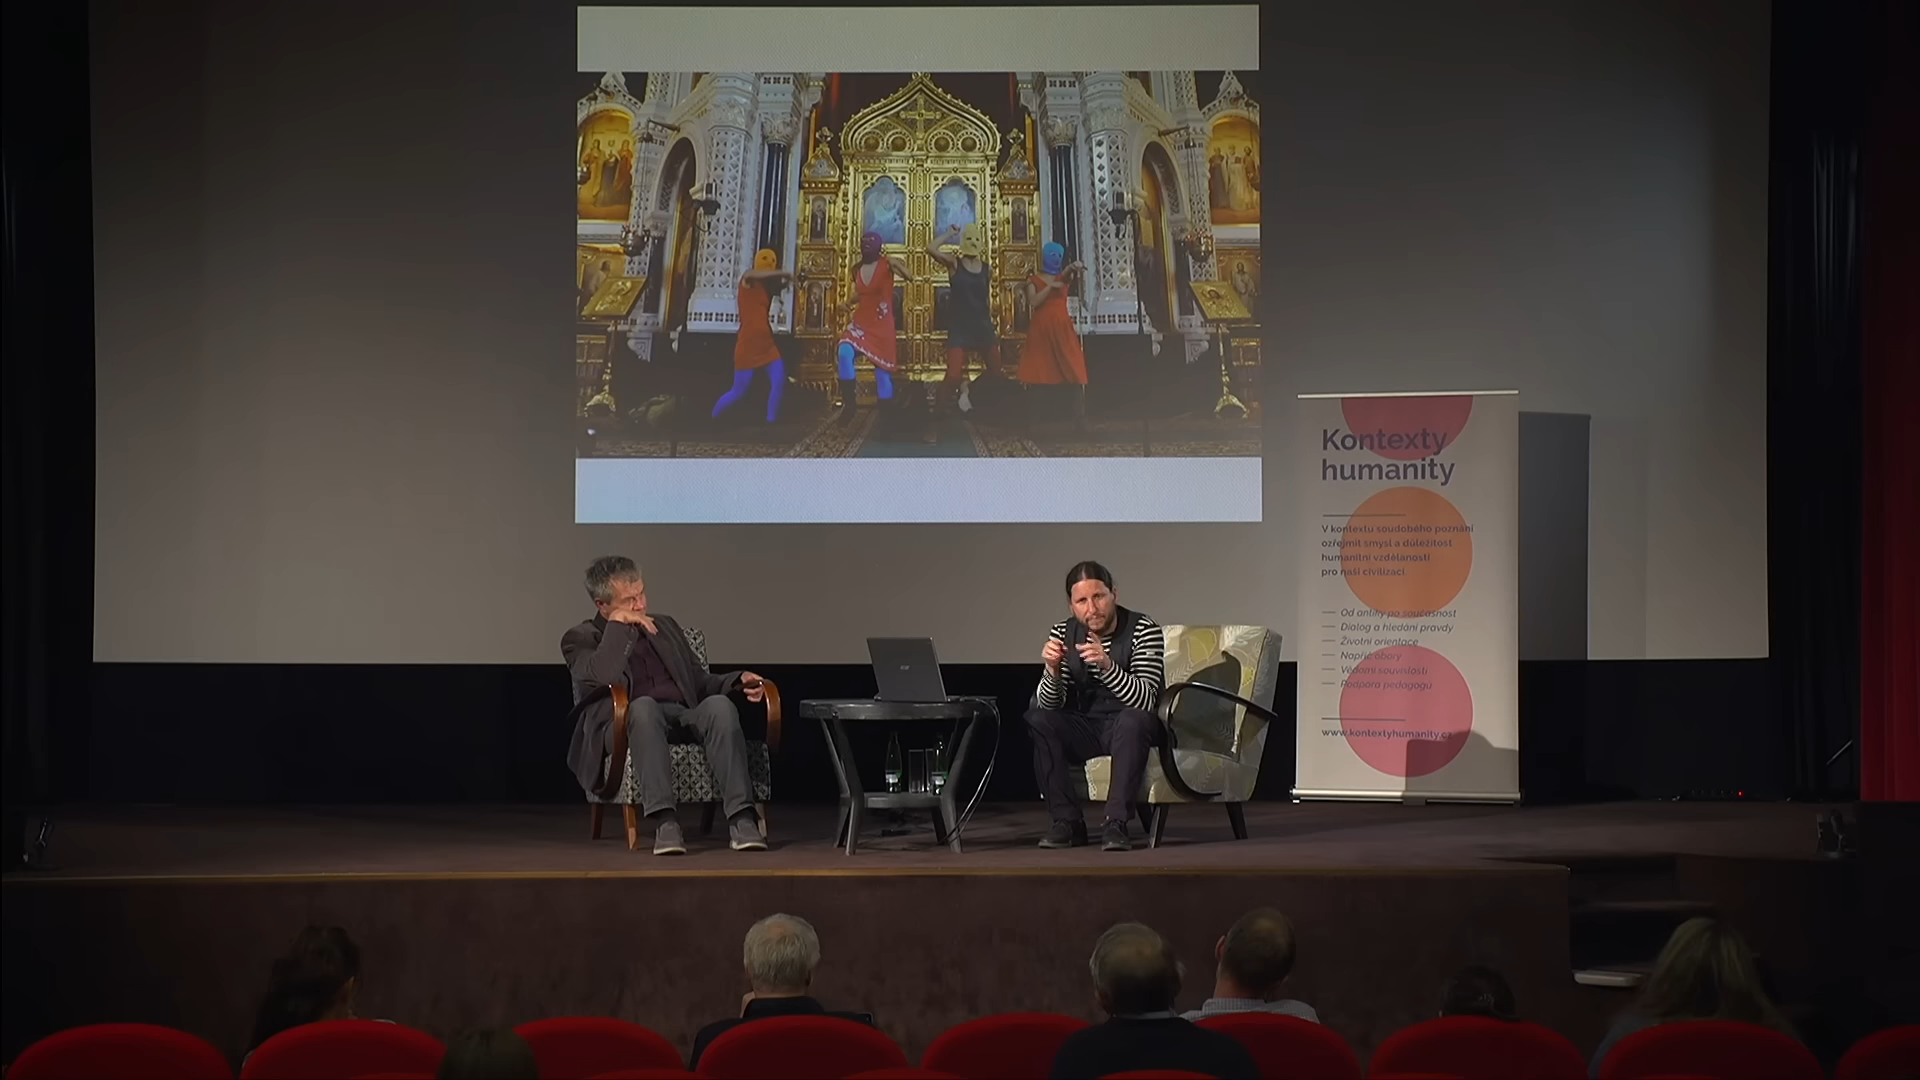 Kontexty
humanity
V kontextu soudobého poznání
ozřejmit smysl a důležitost
humanitní vzdělanosti
pro naši civilizaci
— Od antiky po současnost
— Dialog a hledání pravdy
— Životní orientace
— Napříč obory
— Vědomí souvislostí
— Podpora pedagogů
www.kontextyhumanity.cz